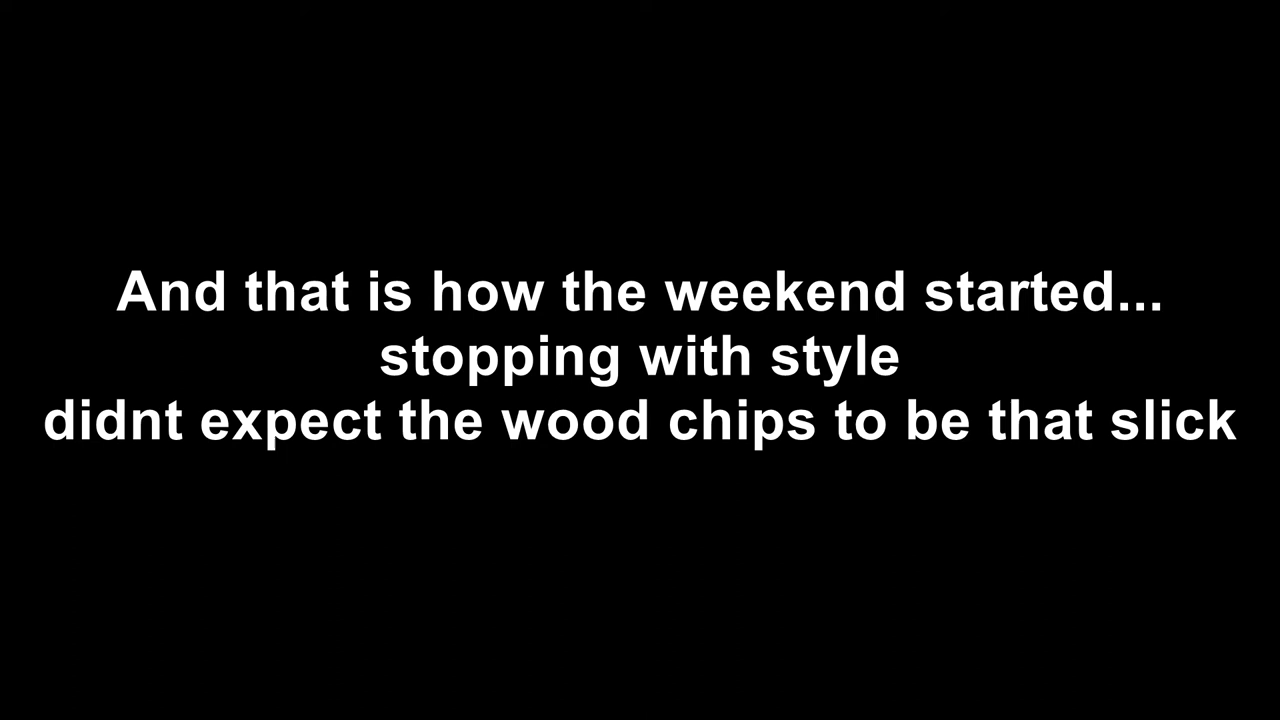 And that is how the weekend started...
stopping with style
didnt expect the wood chips to be that slick